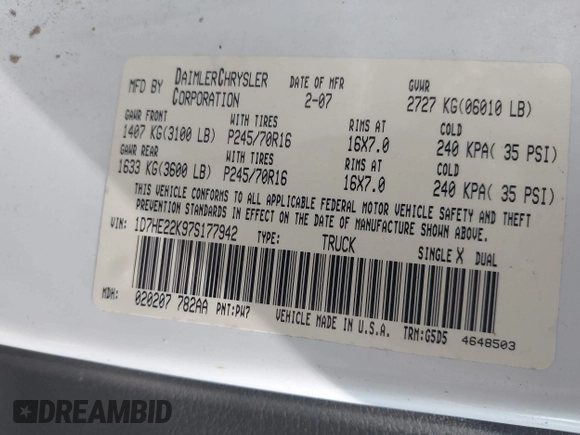 MFD BY DAIMLERCHRYSLER CORPORATION DATE OF MFR 2-07 GVWR 2727 KG(06010 LB)
GAWR FRONT WITH TIRES RIMS AT COLD
1407 KG(3100 LB) P245/70R16 16X7.0 240 KPA( 35 PSI)
GAWR REAR WITH TIRES RIMS AT COLD
1633 KG(3600 LB) P245/70R16 16X7.0 240 KPA( 35 PSI)
THIS VEHICLE CONFORMS TO ALL APPLICABLE FEDERAL MOTOR VEHICLE SAFETY AND THEFT
PREVENTION STANDARDS IN EFFECT ON THE DATE OF MANUFACTURE SHOWN ABOVE.
VIN: 1D7HE22K97S177942 TYPE: TRUCK SINGLE X DUAL
MDH: 020207 782AA PNT:PW7 VEHICLE MADE IN U.S.A. TRM:G5D5 4648503
DREAMBID